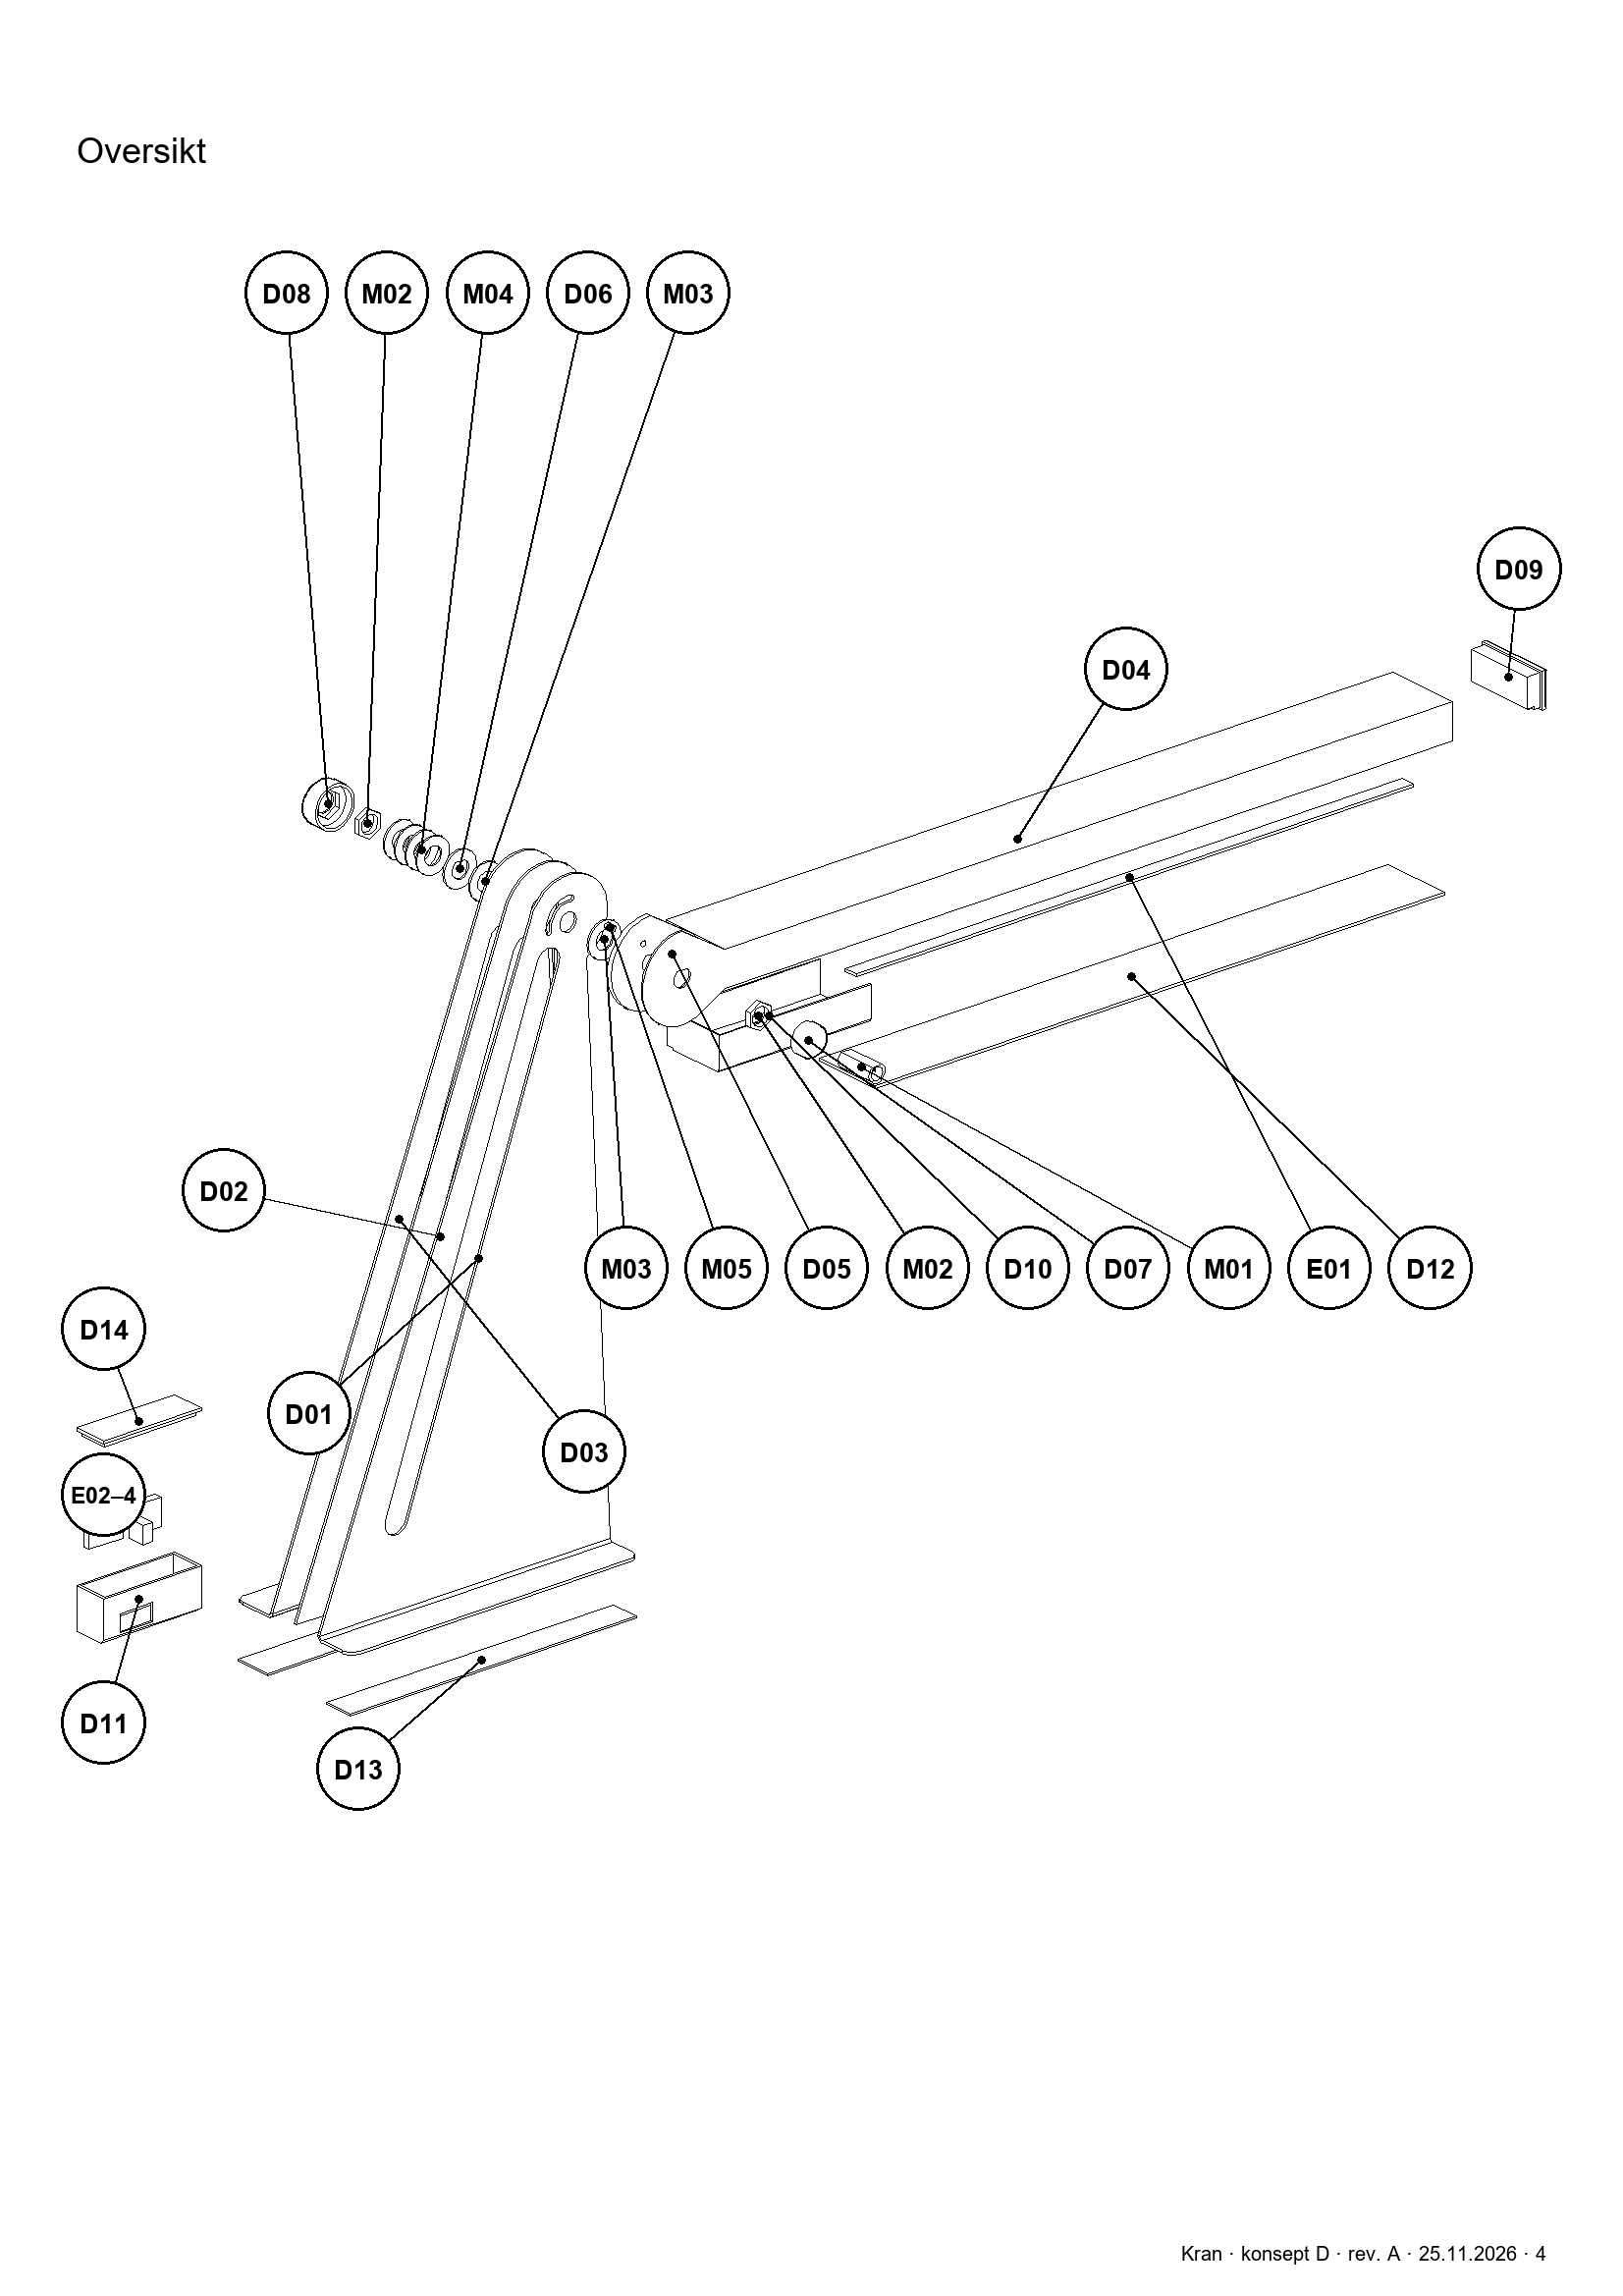 Oversikt
D08 M02 M04 D06 M03
D09
D04
D02
M03 M05 D05 M02 D10 D07 M01 E01 D12
D14
D01
D03
E02–4
D11
D13
Kran · konsept D · rev. A · 25.11.2026 · 4